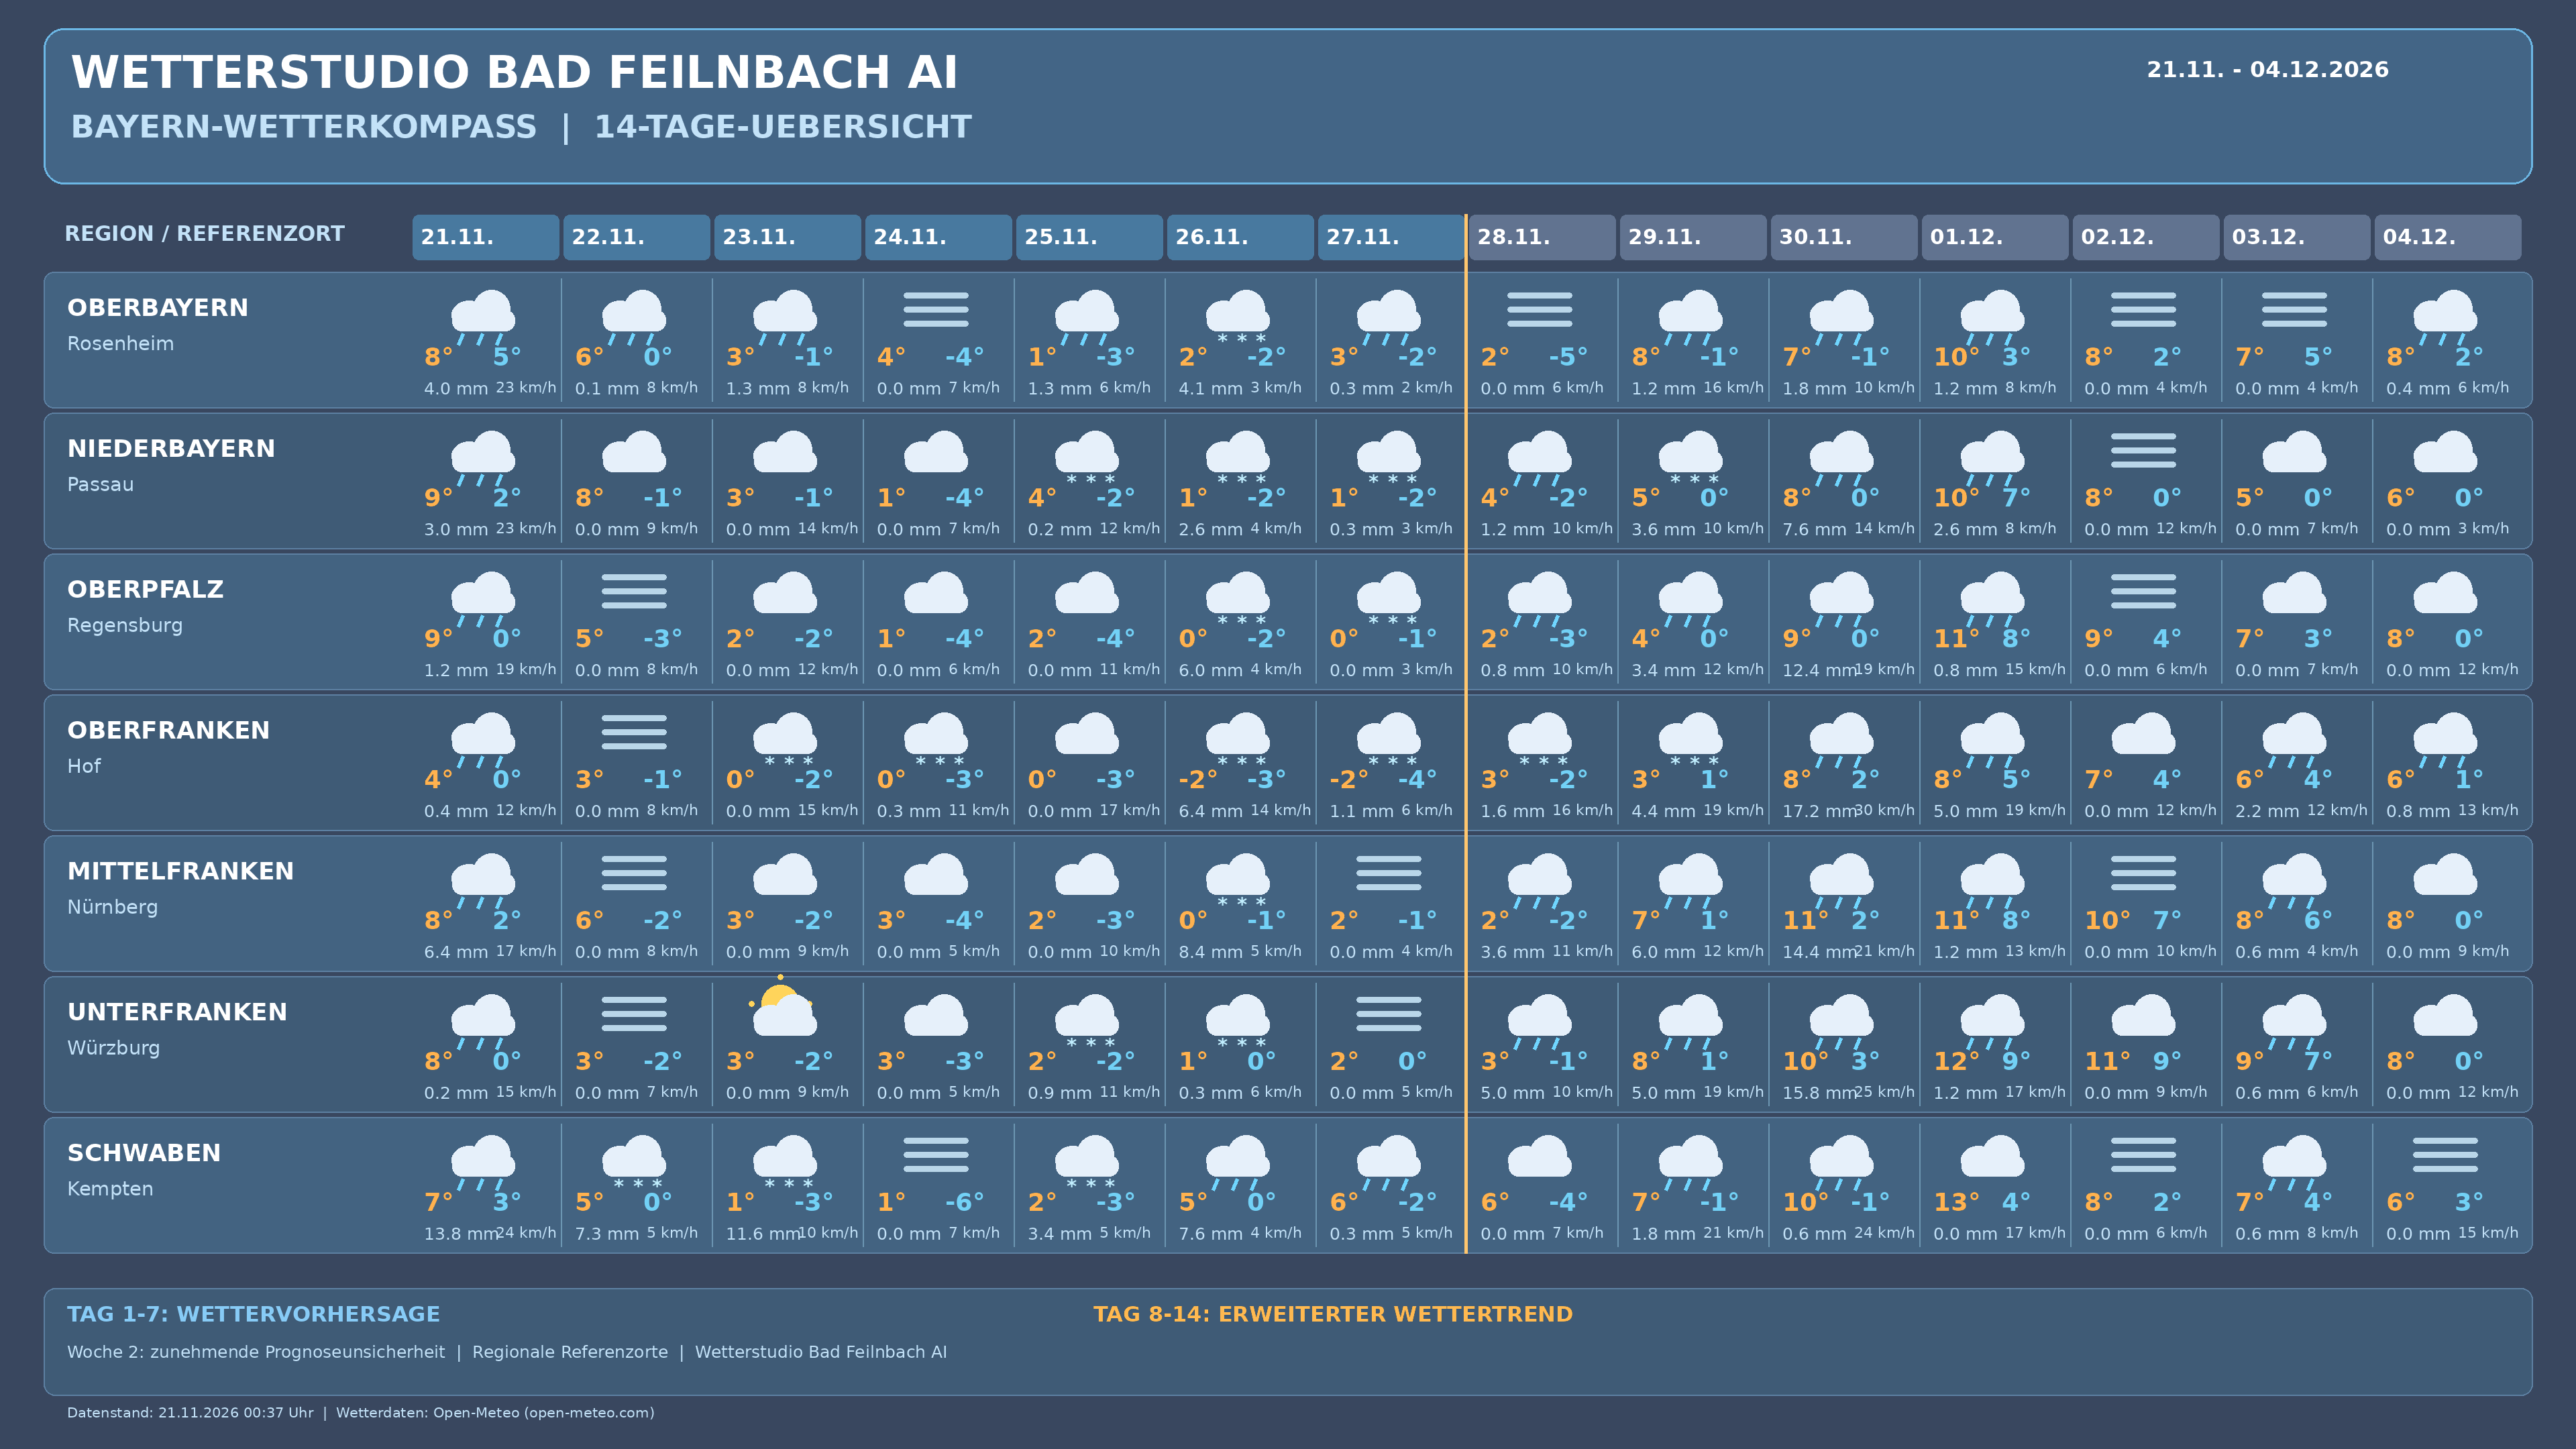 WETTERSTUDIO BAD FEILNBACH AI
21.11. - 04.12.2026
BAYERN-WETTERKOMPASS | 14-TAGE-UEBERSICHT
REGION / REFERENZORT 21.11. 22.11. 23.11. 24.11. 25.11. 26.11. 27.11. 28.11. 29.11. 30.11. 01.12. 02.12. 03.12. 04.12.
OBERBAYERN
Rosenheim
8° 5° 6° 0° 3° -1° 4° -4° 1° -3° 2° -2° 3° -2° 2° -5° 8° -1° 7° -1° 10° 3° 8° 2° 7° 5° 8° 2°
4.0 mm 23 km/h 0.1 mm 8 km/h 1.3 mm 8 km/h 0.0 mm 7 km/h 1.3 mm 6 km/h 4.1 mm 3 km/h 0.3 mm 2 km/h 0.0 mm 6 km/h 1.2 mm 16 km/h 1.8 mm 10 km/h 1.2 mm 8 km/h 0.0 mm 4 km/h 0.0 mm 4 km/h 0.4 mm 6 km/h
NIEDERBAYERN
Passau
9° 2° 8° -1° 3° -1° 1° -4° 4° -2° 1° -2° 1° -2° 4° -2° 5° 0° 8° 0° 10° 7° 8° 0° 5° 0° 6° 0°
3.0 mm 23 km/h 0.0 mm 9 km/h 0.0 mm 14 km/h 0.0 mm 7 km/h 0.2 mm 12 km/h 2.6 mm 4 km/h 0.3 mm 3 km/h 1.2 mm 10 km/h 3.6 mm 10 km/h 7.6 mm 14 km/h 2.6 mm 8 km/h 0.0 mm 12 km/h 0.0 mm 7 km/h 0.0 mm 3 km/h
OBERPFALZ
Regensburg
9° 0° 5° -3° 2° -2° 1° -4° 2° -4° 0° -2° 0° -1° 2° -3° 4° 0° 9° 0° 11° 8° 9° 4° 7° 3° 8° 0°
1.2 mm 19 km/h 0.0 mm 8 km/h 0.0 mm 12 km/h 0.0 mm 6 km/h 0.0 mm 11 km/h 6.0 mm 4 km/h 0.0 mm 3 km/h 0.8 mm 10 km/h 3.4 mm 12 km/h 12.4 mm 19 km/h 0.8 mm 15 km/h 0.0 mm 6 km/h 0.0 mm 7 km/h 0.0 mm 12 km/h
OBERFRANKEN
Hof
4° 0° 3° -1° 0° -2° 0° -3° 0° -3° -2° -3° -2° -4° 3° -2° 3° 1° 8° 2° 8° 5° 7° 4° 6° 4° 6° 1°
0.4 mm 12 km/h 0.0 mm 8 km/h 0.0 mm 15 km/h 0.3 mm 11 km/h 0.0 mm 17 km/h 6.4 mm 14 km/h 1.1 mm 6 km/h 1.6 mm 16 km/h 4.4 mm 19 km/h 17.2 mm 30 km/h 5.0 mm 19 km/h 0.0 mm 12 km/h 2.2 mm 12 km/h 0.8 mm 13 km/h
MITTELFRANKEN
Nürnberg
8° 2° 6° -2° 3° -2° 3° -4° 2° -3° 0° -1° 2° -1° 2° -2° 7° 1° 11° 2° 11° 8° 10° 7° 8° 6° 8° 0°
6.4 mm 17 km/h 0.0 mm 8 km/h 0.0 mm 9 km/h 0.0 mm 5 km/h 0.0 mm 10 km/h 8.4 mm 5 km/h 0.0 mm 4 km/h 3.6 mm 11 km/h 6.0 mm 12 km/h 14.4 mm 21 km/h 1.2 mm 13 km/h 0.0 mm 10 km/h 0.6 mm 4 km/h 0.0 mm 9 km/h
UNTERFRANKEN
Würzburg
8° 0° 3° -2° 3° -2° 3° -3° 2° -2° 1° 0° 2° 0° 3° -1° 8° 1° 10° 3° 12° 9° 11° 9° 9° 7° 8° 0°
0.2 mm 15 km/h 0.0 mm 7 km/h 0.0 mm 9 km/h 0.0 mm 5 km/h 0.9 mm 11 km/h 0.3 mm 6 km/h 0.0 mm 5 km/h 5.0 mm 10 km/h 5.0 mm 19 km/h 15.8 mm 25 km/h 1.2 mm 17 km/h 0.0 mm 9 km/h 0.6 mm 6 km/h 0.0 mm 12 km/h
SCHWABEN
Kempten
7° 3° 5° 0° 1° -3° 1° -6° 2° -3° 5° 0° 6° -2° 6° -4° 7° -1° 10° -1° 13° 4° 8° 2° 7° 4° 6° 3°
13.8 mm 24 km/h 7.3 mm 5 km/h 11.6 mm 10 km/h 0.0 mm 7 km/h 3.4 mm 5 km/h 7.6 mm 4 km/h 0.3 mm 5 km/h 0.0 mm 7 km/h 1.8 mm 21 km/h 0.6 mm 24 km/h 0.0 mm 17 km/h 0.0 mm 6 km/h 0.6 mm 8 km/h 0.0 mm 15 km/h
TAG 1-7: WETTERVORHERSAGE
TAG 8-14: ERWEITERTER WETTERTREND
Woche 2: zunehmende Prognoseunsicherheit | Regionale Referenzorte | Wetterstudio Bad Feilnbach AI
Datenstand: 21.11.2026 00:37 Uhr | Wetterdaten: Open-Meteo (open-meteo.com)